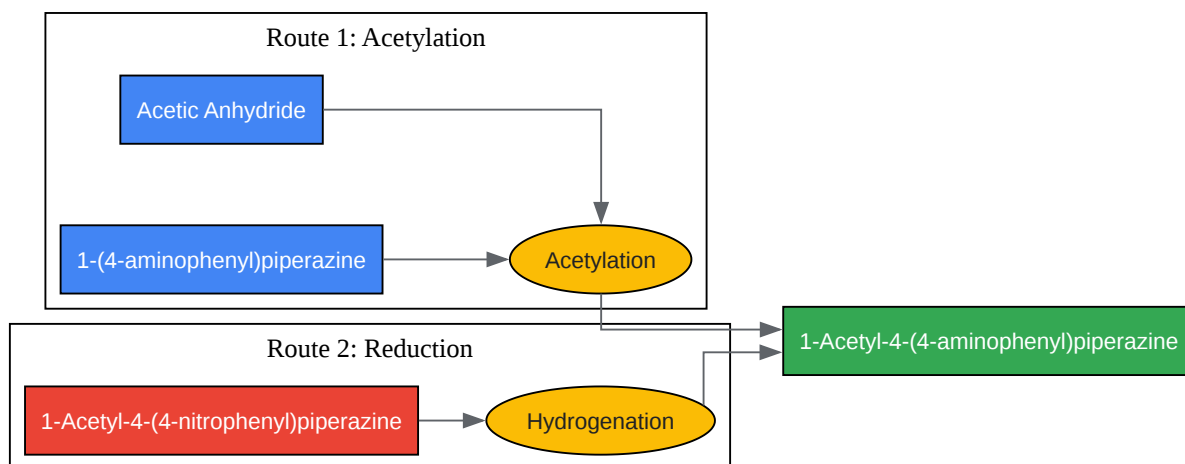 Route 1: Acetylation
Acetic Anhydride
1-(4-aminophenyl)piperazine
Acetylation
1-Acetyl-4-(4-aminophenyl)piperazine
Route 2: Reduction
1-Acetyl-4-(4-nitrophenyl)piperazine
Hydrogenation